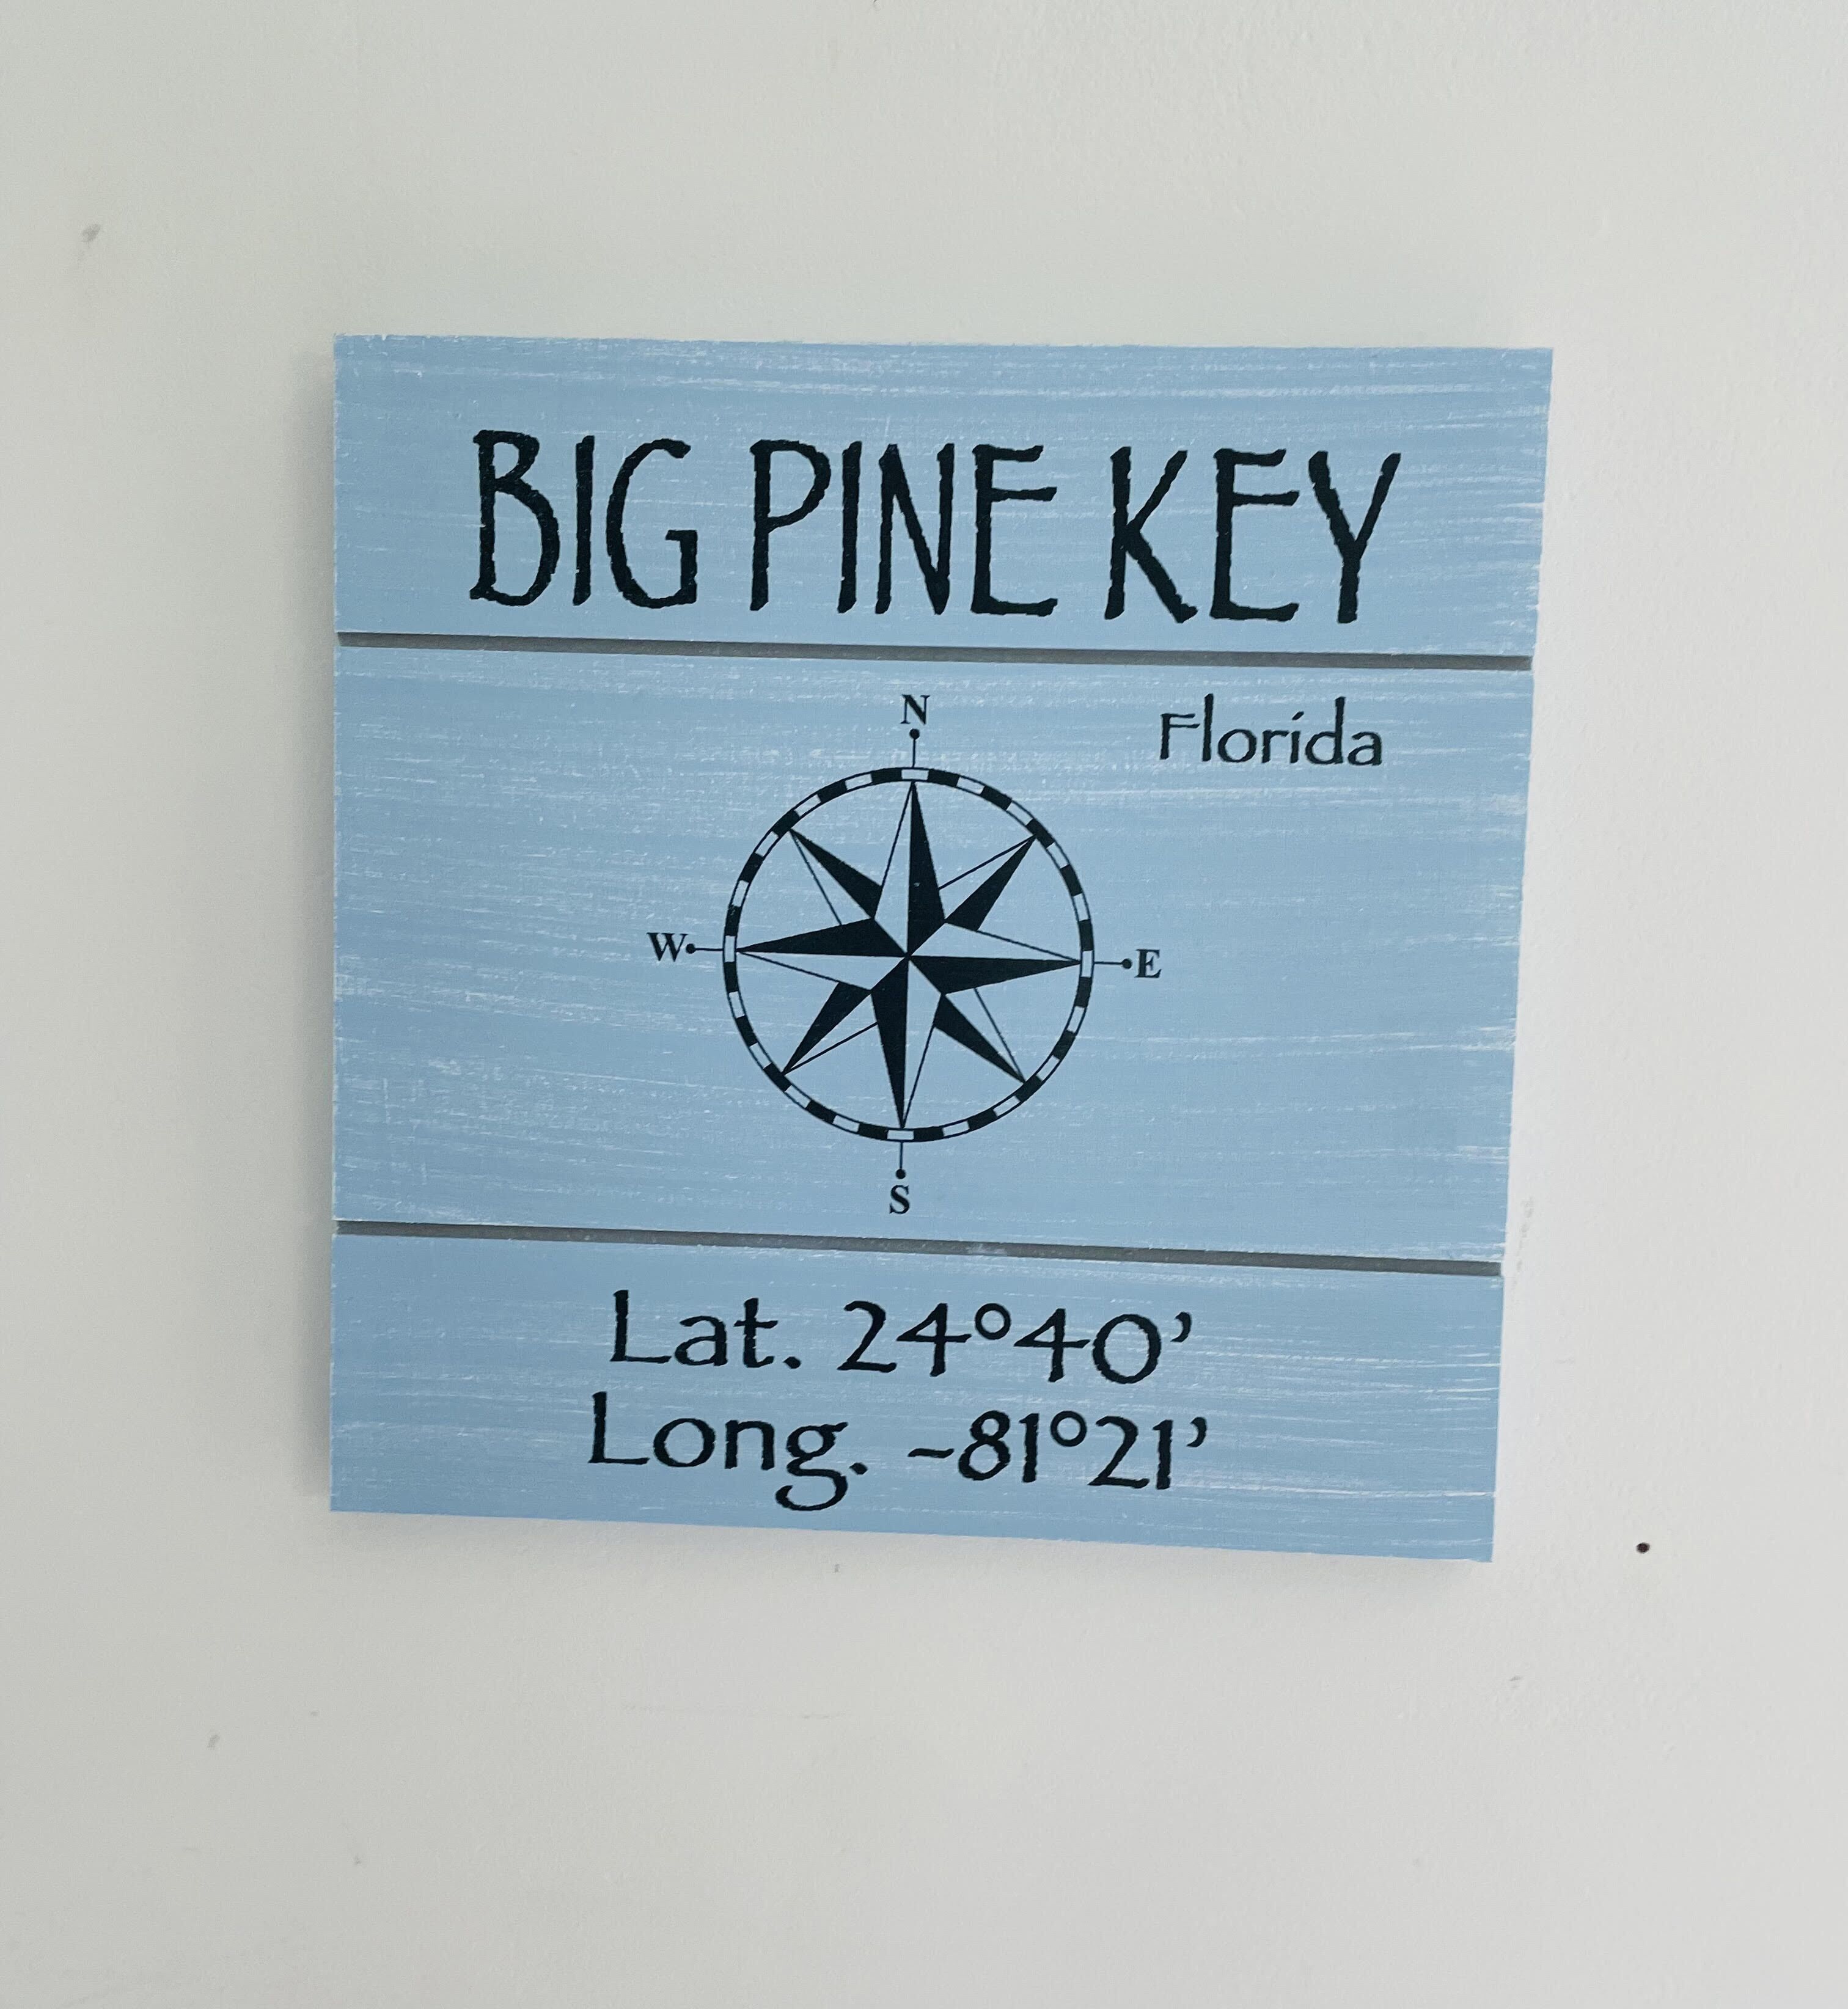 BIG PINE KEY
Florida
N
W
E
S
Lat. 24°40’
Long. -81°21’